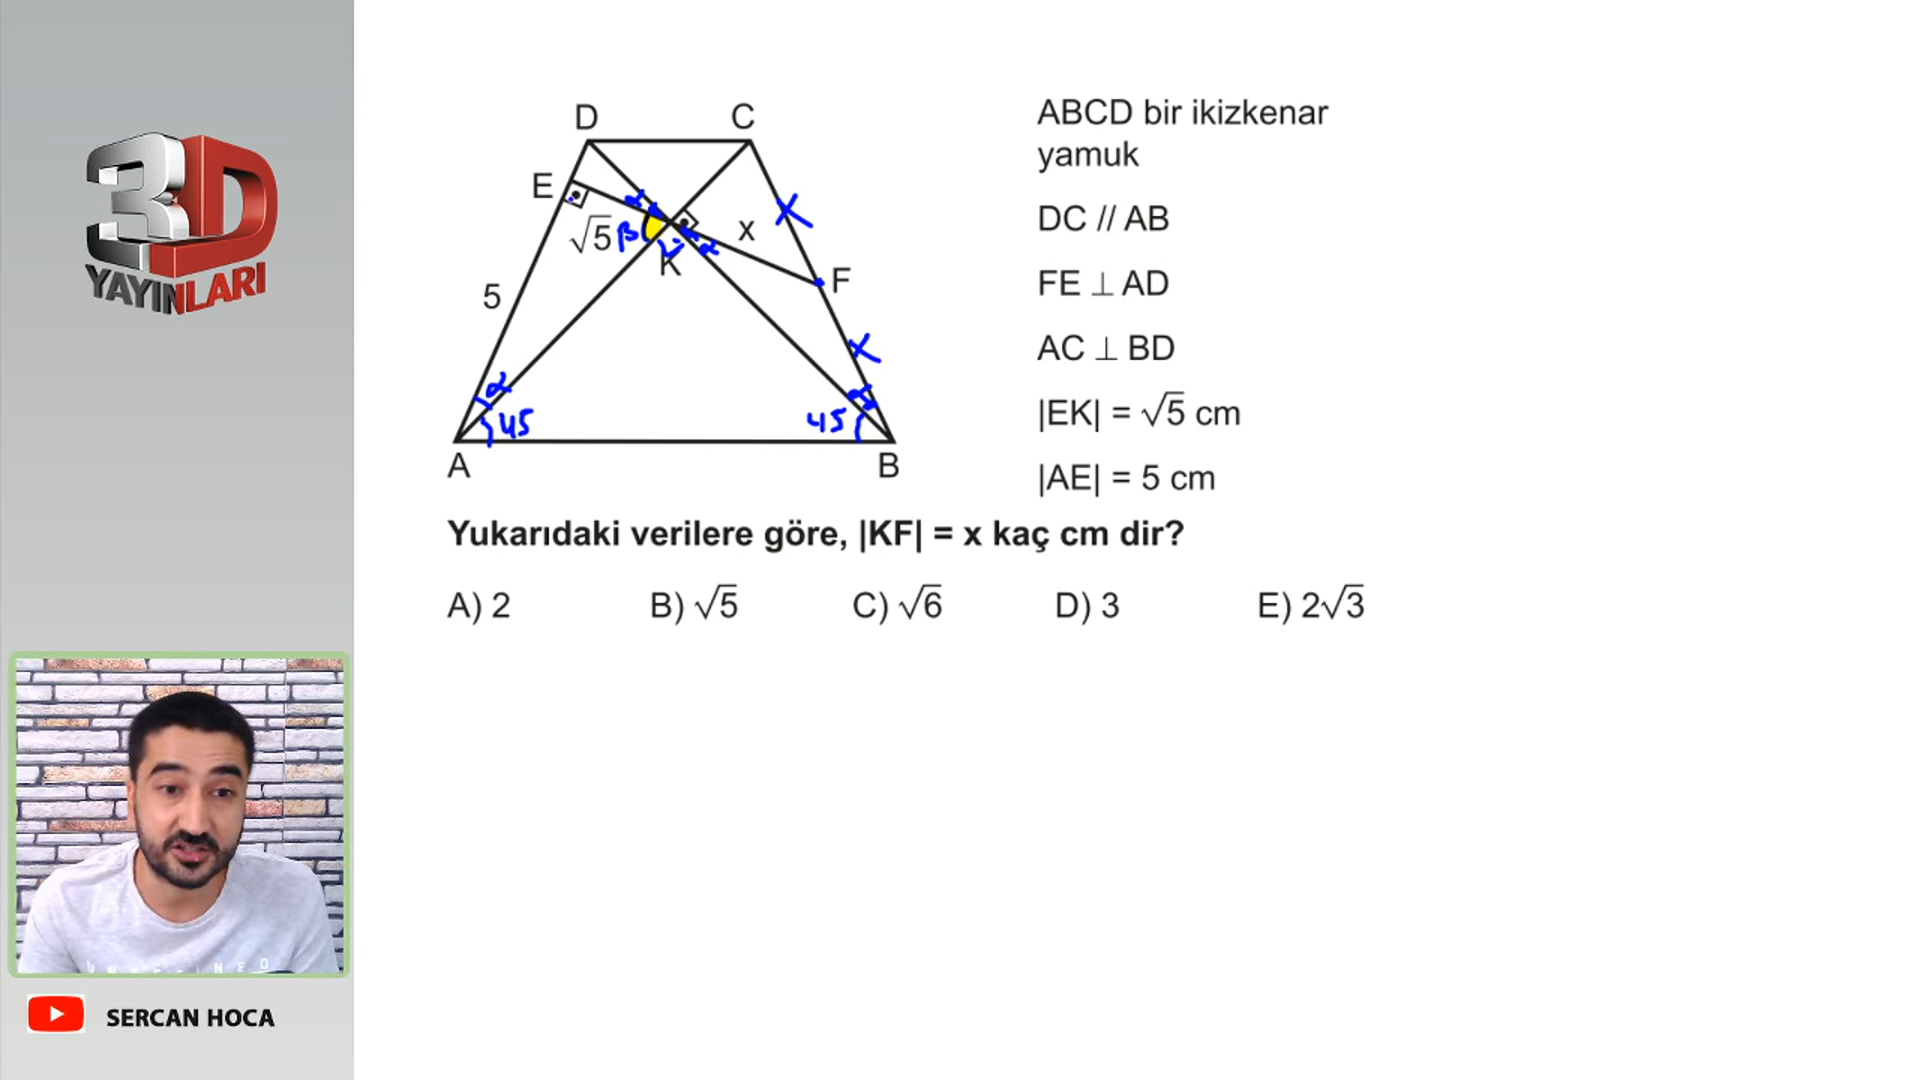 3D
YAYINLARI
D
C
E
α
√5
β
α
x
K
F
5
α
45
45
α
A
B
ABCD bir ikizkenar
yamuk
DC // AB
FE ⊥ AD
AC ⊥ BD
|EK| = √5 cm
|AE| = 5 cm
Yukarıdaki verilere göre, |KF| = x kaç cm dir?
A) 2 B) √5 C) √6 D) 3 E) 2√3
SERCAN HOCA